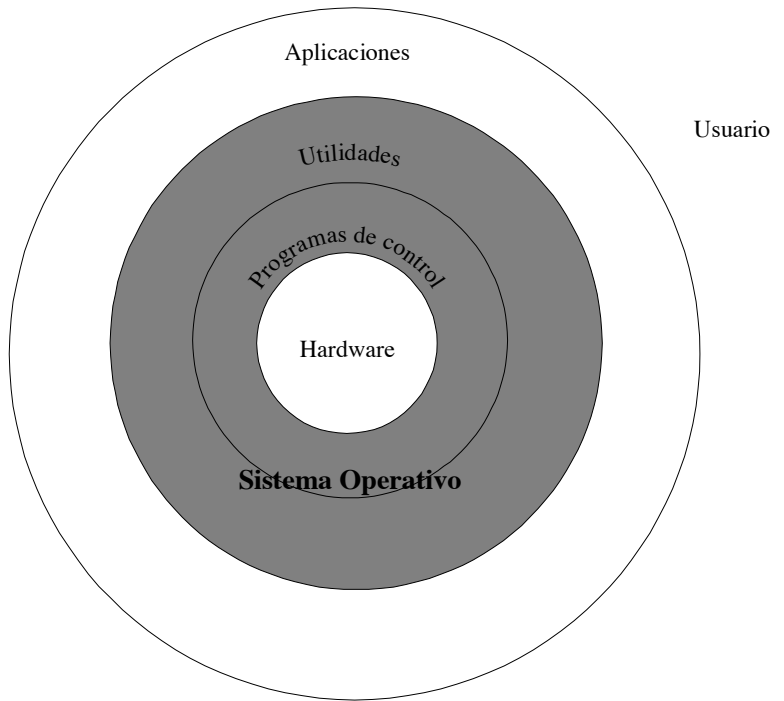 Aplicaciones
Usuario
Utilidades
Programas de control
Hardware
Sistema Operativo